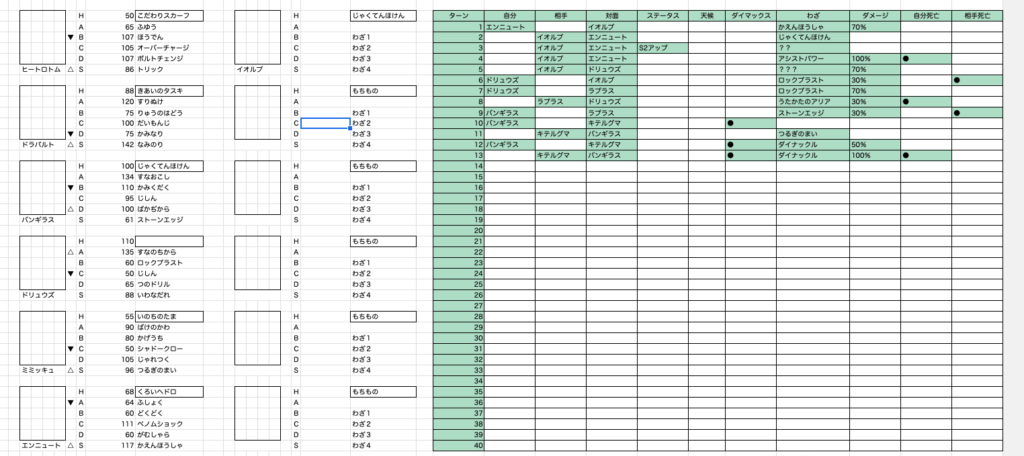 H 50 こだわりスカーフ H じゃくてんほけん
A 65 ふゆう A
▼ B 107 ほうでん B わざ1
C 105 オーバーチャージ C わざ2
D 107 ボルトチェンジ D わざ3
ヒートロトム △ S 86 トリック イオルブ S わざ4
H 88 きあいのタスキ H もちもの
A 120 すりぬけ A
B 75 りゅうのはどう B わざ1
C 100 だいもんじ C わざ2
▼ D 75 かみなり D わざ3
ドラパルト △ S 142 なみのり S わざ4
H 100 じゃくてんほけん H もちもの
A 134 すなおこし A
▼ B 110 かみくだく B わざ1
C 95 じしん C わざ2
△ D 100 ばかぢから D わざ3
バンギラス S 61 ストーンエッジ S わざ4
H 110 H もちもの
△ A 135 すなのちから A
B 60 ロックブラスト B わざ1
▼ C 50 じしん C わざ2
D 65 つのドリル D わざ3
ドリュウズ S 88 いわなだれ S わざ4
H 55 いのちのたま H もちもの
A 90 ばけのかわ A
B 80 かげうち B わざ1
▼ C 50 シャドークロー C わざ2
D 105 じゃれつく D わざ3
ミミッキュ △ S 96 つるぎのまい S わざ4
H 68 くろいヘドロ H もちもの
▼ A 64 ふしょく A
B 60 どくどく B わざ1
C 111 ベノムショック C わざ2
D 60 がむしゃら D わざ3
エンニュート △ S 117 かえんほうしゃ S わざ4
ターン 自分 相手 対面 ステータス 天候 ダイマックス わざ ダメージ 自分死亡 相手死亡
1 エンニュート イオルブ かえんほうしゃ 70%
2 イオルブ エンニュート じゃくてんほけん
3 イオルブ エンニュート S2アップ ??
4 イオルブ エンニュート アシストパワー 100% ●
5 イオルブ ドリュウズ ??? 70%
6 ドリュウズ イオルブ ロックブラスト 30% ●
7 ドリュウズ ラプラス ロックブラスト 70%
8 ラプラス ドリュウズ うたかたのアリア 30% ●
9 バンギラス ラプラス ストーンエッジ 30% ●
10 バンギラス キテルグマ ●
11 キテルグマ バンギラス つるぎのまい
12 バンギラス キテルグマ ● ダイナックル 50%
13 キテルグマ バンギラス ● ダイナックル 100% ●
14
15
16
17
18
19
20
21
22
23
24
25
26
27
28
29
30
31
32
33
34
35
36
37
38
39
40